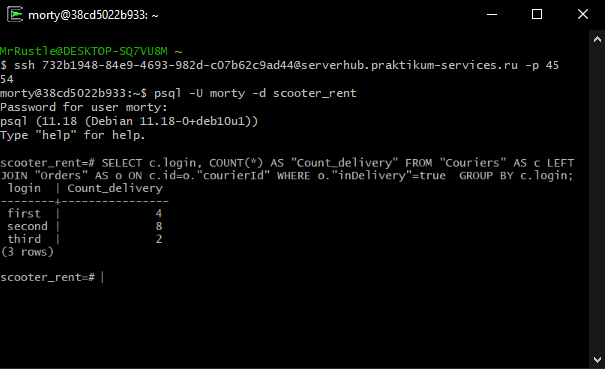 morty@38cd5022b933: ~
MrRustle@DESKTOP-SQ7VU8M ~
$ ssh 732b1948-84e9-4693-982d-c07b62c9ad44@serverhub.praktikum-services.ru -p 45
54
morty@38cd5022b933:~$ psql -U morty -d scooter_rent
Password for user morty:
psql (11.18 (Debian 11.18-0+deb10u1))
Type "help" for help.
scooter_rent=# SELECT c.login, COUNT(*) AS "Count_delivery" FROM "Couriers" AS c LEFT
JOIN "Orders" AS o ON c.id=o."courierId" WHERE o."inDelivery"=true  GROUP BY c.login;
 login  | Count_delivery
--------+----------------
 first  |              4
 second |              8
 third  |              2
(3 rows)
scooter_rent=#